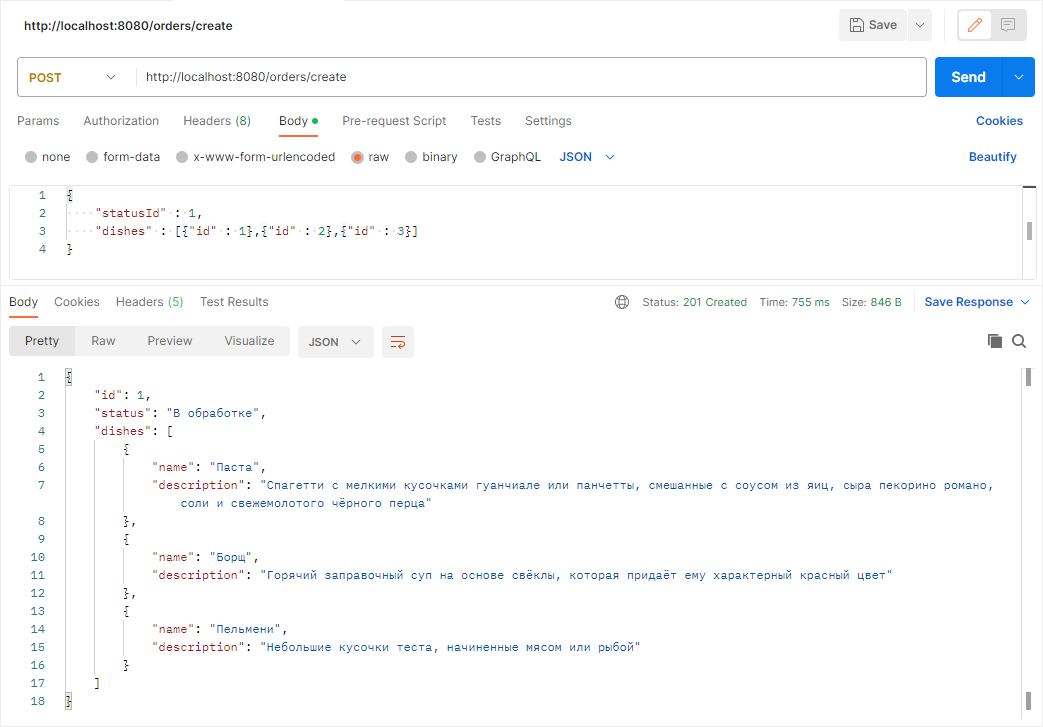 http://localhost:8080/orders/create
Save
POST http://localhost:8080/orders/create Send
Params Authorization Headers (8) Body Pre-request Script Tests Settings Cookies
none form-data x-www-form-urlencoded raw binary GraphQL JSON Beautify
1 {
2 ····"statusId"·:·1,
3 ····"dishes"·:·[{"id"·:·1},{"id"·:·2},{"id"·:·3}]
4 }
Body Cookies Headers (5) Test Results Status: 201 Created Time: 755 ms Size: 846 B Save Response
Pretty Raw Preview Visualize JSON
1 {
2 "id": 1,
3 "status": "В обработке",
4 "dishes": [
5 {
6 "name": "Паста",
7 "description": "Спагетти с мелкими кусочками гуанчиале или панчетты, смешанные с соусом из яиц, сыра пекорино романо,
соли и свежемолотого чёрного перца"
8 },
9 {
10 "name": "Борщ",
11 "description": "Горячий заправочный суп на основе свёклы, которая придаёт ему характерный красный цвет"
12 },
13 {
14 "name": "Пельмени",
15 "description": "Небольшие кусочки теста, начиненные мясом или рыбой"
16 }
17 ]
18 }